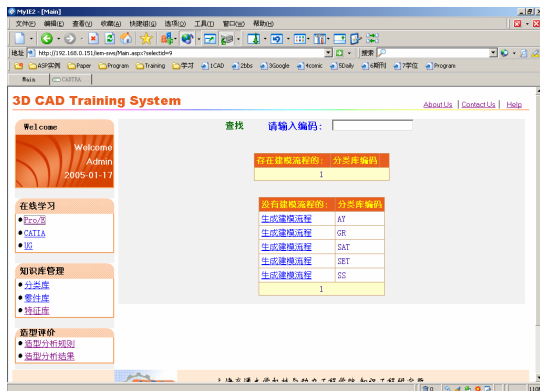 MyIE2 - [Main]
文件(F) 编辑(E) 查看(V) 收藏(A) 快捷组(G) 选项(O) 工具(T) 窗口(W) 帮助(H)
地址 http://192.168.0.151/lem-svs/Main.aspx?selectid=9 搜索
ASP实例 Paper Program Training 学习 1CAD 2bbs 3Google 4comic 5Daily 6期刊 7学位 Program
Main CAXTRA
3D CAD Training System
About Us | Contact Us | Help
Welcome
Welcome
Admin
2005-01-17
在线学习
Pro/E
CATIA
UG
知识库管理
分类库
零件库
特征库
造型评价
造型分析规则
造型分析结果
查找 请输入编码:
存在建模流程的: 分类库编码
1
没有建模流程的: 分类库编码
生成建模流程 AY
生成建模流程 GR
生成建模流程 SAT
生成建模流程 SET
生成建模流程 SS
1